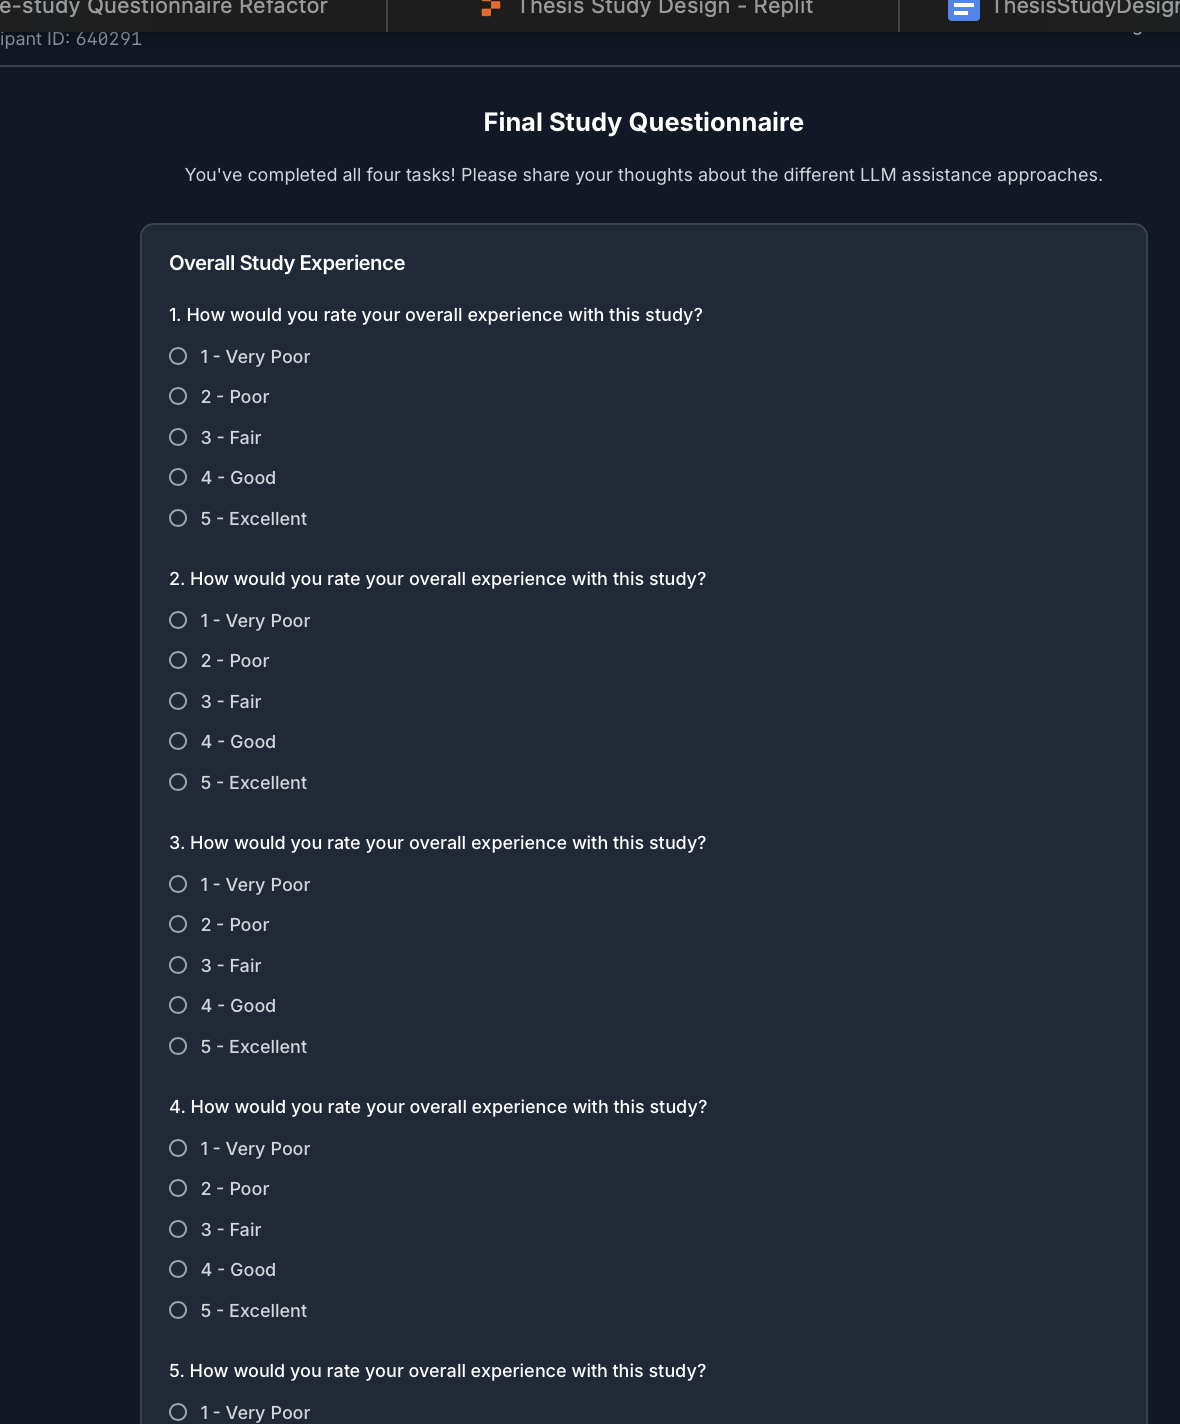 e-study Questionnaire Refactor
Thesis Study Design - Replit
ThesisStudyDesign
ipant ID: 640291
Final Study Questionnaire
You've completed all four tasks! Please share your thoughts about the different LLM assistance approaches.
Overall Study Experience
1. How would you rate your overall experience with this study?
1 - Very Poor
2 - Poor
3 - Fair
4 - Good
5 - Excellent
2. How would you rate your overall experience with this study?
1 - Very Poor
2 - Poor
3 - Fair
4 - Good
5 - Excellent
3. How would you rate your overall experience with this study?
1 - Very Poor
2 - Poor
3 - Fair
4 - Good
5 - Excellent
4. How would you rate your overall experience with this study?
1 - Very Poor
2 - Poor
3 - Fair
4 - Good
5 - Excellent
5. How would you rate your overall experience with this study?
1 - Very Poor